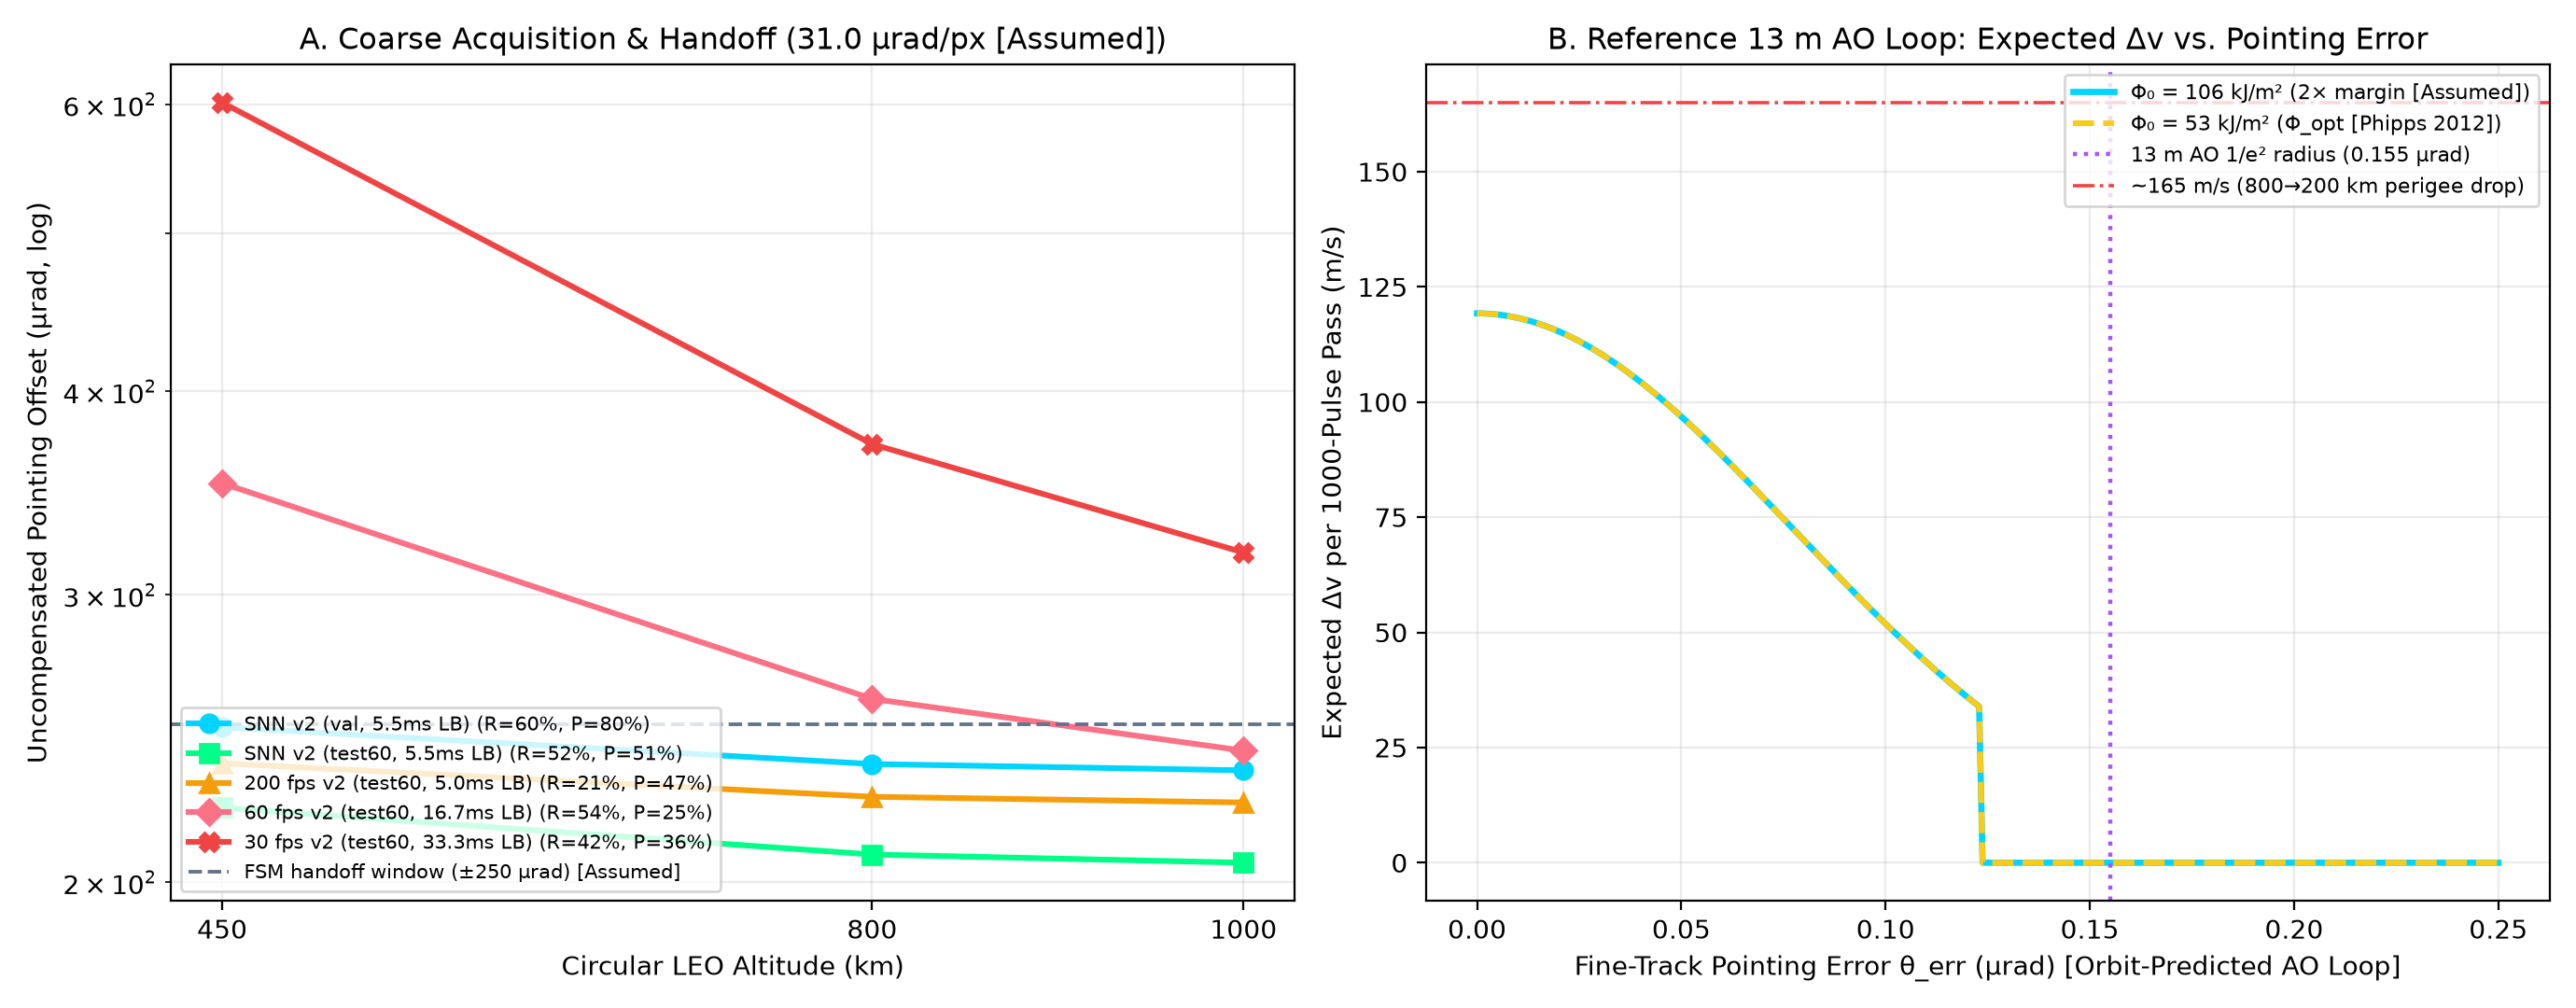 A. Coarse Acquisition & Handoff (31.0 μrad/px [Assumed])
Uncompensated Pointing Offset (μrad, log)
6 × 10²
4 × 10²
3 × 10²
2 × 10²
SNN v2 (val, 5.5ms LB) (R=60%, P=80%)
SNN v2 (test60, 5.5ms LB) (R=52%, P=51%)
200 fps v2 (test60, 5.0ms LB) (R=21%, P=47%)
60 fps v2 (test60, 16.7ms LB) (R=54%, P=25%)
30 fps v2 (test60, 33.3ms LB) (R=42%, P=36%)
FSM handoff window (±250 μrad) [Assumed]
450
800
1000
Circular LEO Altitude (km)
B. Reference 13 m AO Loop: Expected Δv vs. Pointing Error
Expected Δv per 1000-Pulse Pass (m/s)
150
125
100
75
50
25
0
Φ₀ = 106 kJ/m² (2× margin [Assumed])
Φ₀ = 53 kJ/m² (Φ_opt [Phipps 2012])
13 m AO 1/e² radius (0.155 μrad)
~165 m/s (800→200 km perigee drop)
0.00
0.05
0.10
0.15
0.20
0.25
Fine-Track Pointing Error θ_err (μrad) [Orbit-Predicted AO Loop]